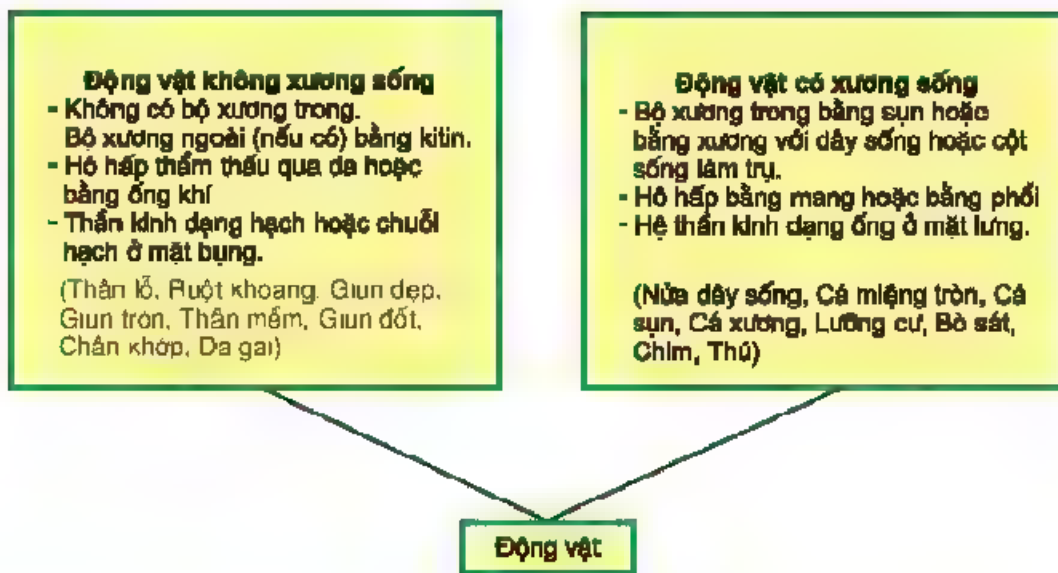 Động vật không xương sống
- Không có bộ xương trong.
Bộ xương ngoài (nếu có) bằng kitin.
- Hô hấp thẩm thấu qua da hoặc
bằng ống khí
- Thần kinh dạng hạch hoặc chuỗi
hạch ở mặt bụng.
(Thân lỗ, Ruột khoang. Giun dẹp,
Giun tròn, Thân mềm, Giun đốt,
Chân khớp, Da gai)
Động vật có xương sống
- Bộ xương trong bằng sụn hoặc
bằng xương với dây sống hoặc cột
sống làm trụ.
- Hô hấp bằng mang hoặc bằng phổi
- Hệ thần kinh dạng ống ở mặt lưng.
(Nửa dây sống, Cá miệng tròn, Cá
sụn, Cá xương, Lưỡng cư, Bò sát,
Chim, Thú)
Động vật